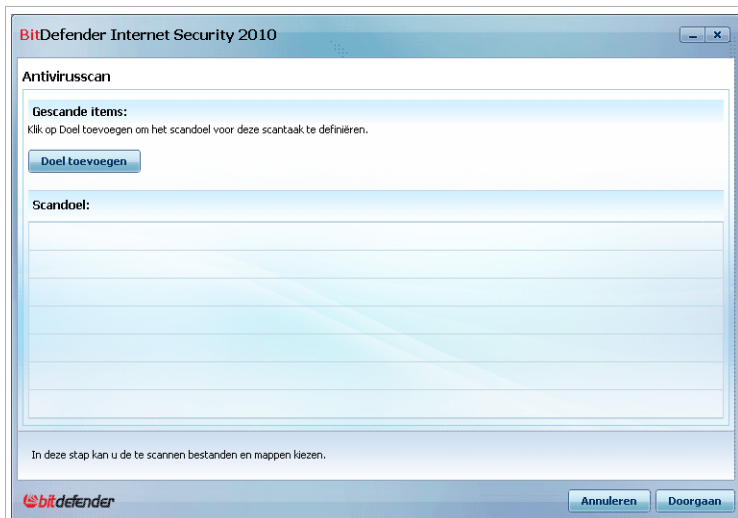 BitDefender Internet Security 2010
Antivirusscan
Gescande items:
Klik op Doel toevoegen om het scandoel voor deze scantaak te definiëren.
Doel toevoegen
Scandoel:
In deze stap kan u de te scannen bestanden en mappen kiezen.
bitdefender
Annuleren
Doorgaan